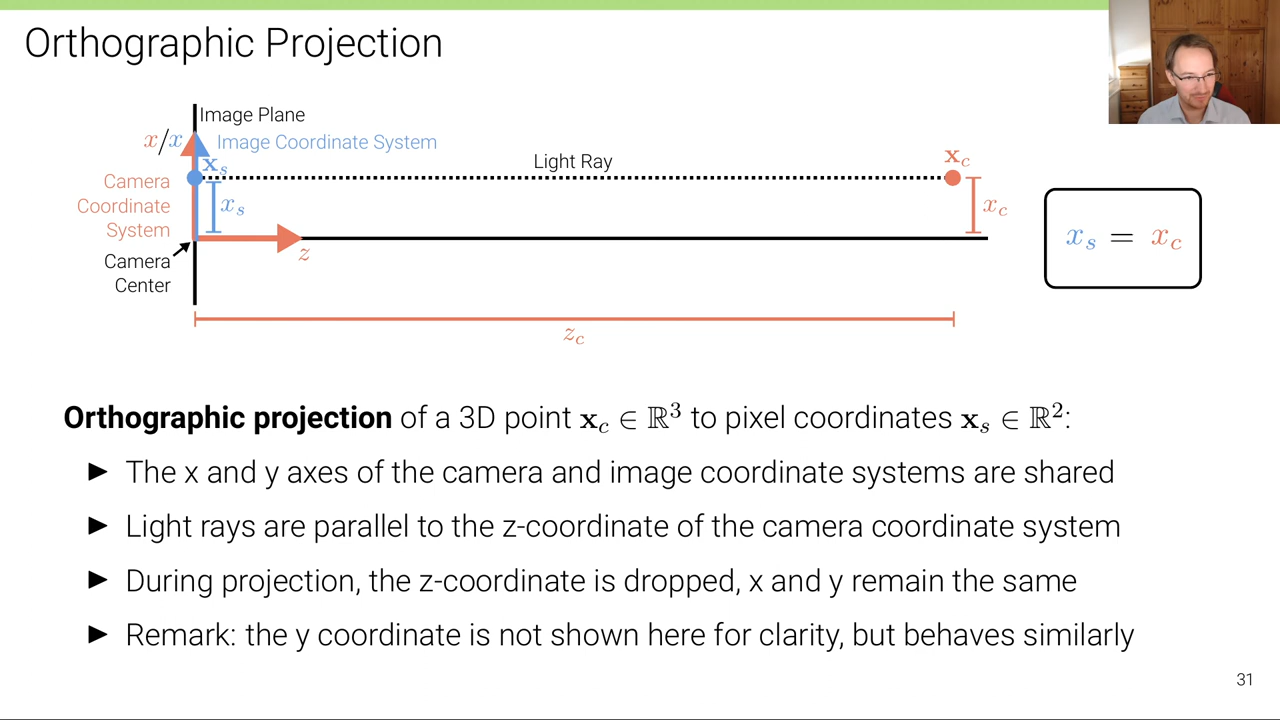 Orthographic Projection
Image Plane
x/x
Image Coordinate System
x_s
Light Ray
x_c
Camera
Coordinate
System
x_s
x_c
x_s = x_c
z
Camera
Center
z_c
Orthographic projection of a 3D point x_c ∈ ℝ³ to pixel coordinates x_s ∈ ℝ²:
▶ The x and y axes of the camera and image coordinate systems are shared
▶ Light rays are parallel to the z-coordinate of the camera coordinate system
▶ During projection, the z-coordinate is dropped, x and y remain the same
▶ Remark: the y coordinate is not shown here for clarity, but behaves similarly
31